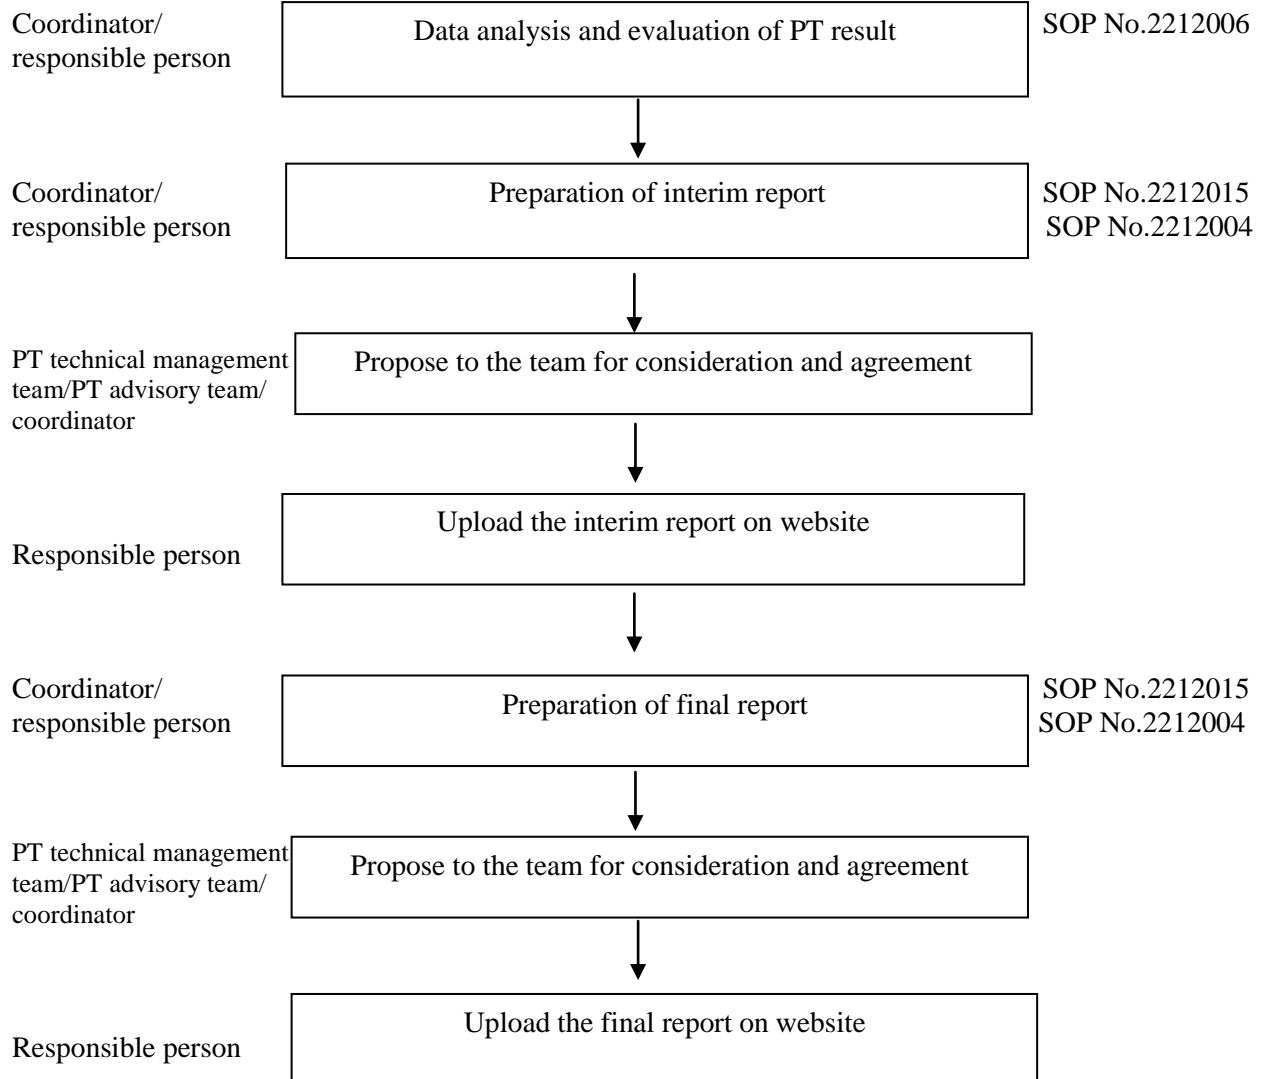 Coordinator/
responsible person
Data analysis and evaluation of PT result
SOP No.2212006
Coordinator/
responsible person
Preparation of interim report
SOP No.2212015
SOP No.2212004
PT technical management
team/PT advisory team/
coordinator
Propose to the team for consideration and agreement
Upload the interim report on website
Responsible person
Coordinator/
responsible person
Preparation of final report
SOP No.2212015
SOP No.2212004
PT technical management
team/PT advisory team/
coordinator
Propose to the team for consideration and agreement
Upload the final report on website
Responsible person